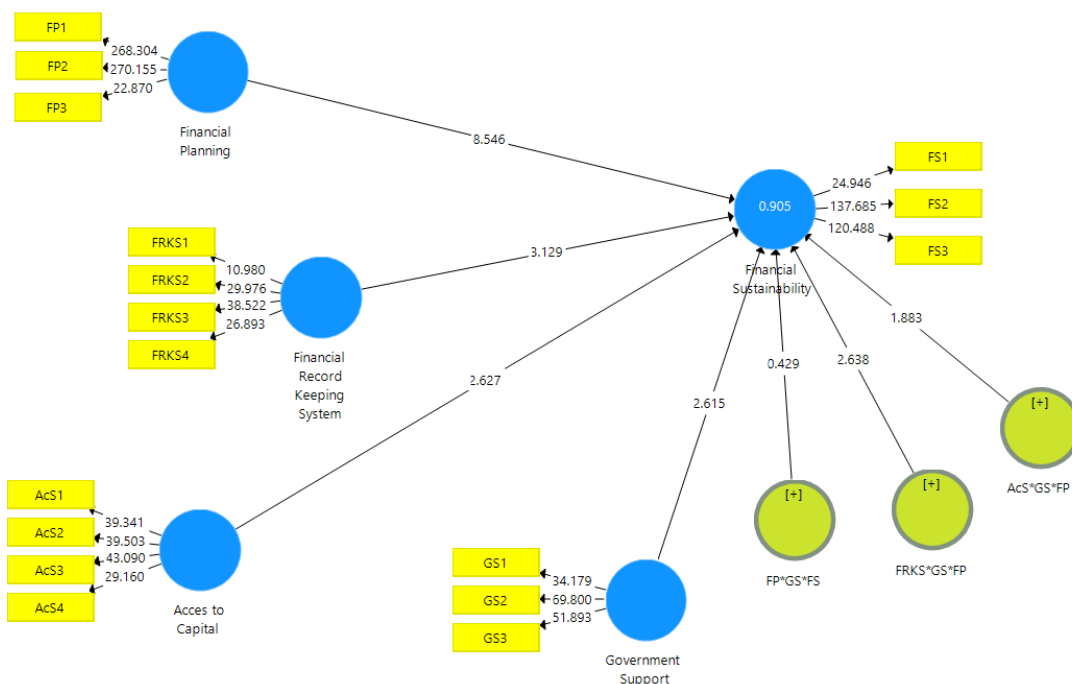 FP1
268.304
FP2
270.155
22.870
FP3
Financial
Planning
8.546
FS1
24.946
0.905
137.685
FS2
120.488
FS3
Financial
Sustainability
FRKS1
10.980
FRKS2
29.976
FRKS3
38.522
26.893
FRKS4
Financial
Record
Keeping
System
3.129
1.883
0.429
2.638
2.627
2.615
[+]
AcS*GS*FP
[+]
FP*GS*FS
[+]
FRKS*GS*FP
AcS1
39.341
AcS2
39.503
AcS3
43.090
29.160
AcS4
Acces to
Capital
GS1
34.179
GS2
69.800
51.893
GS3
Government
Support